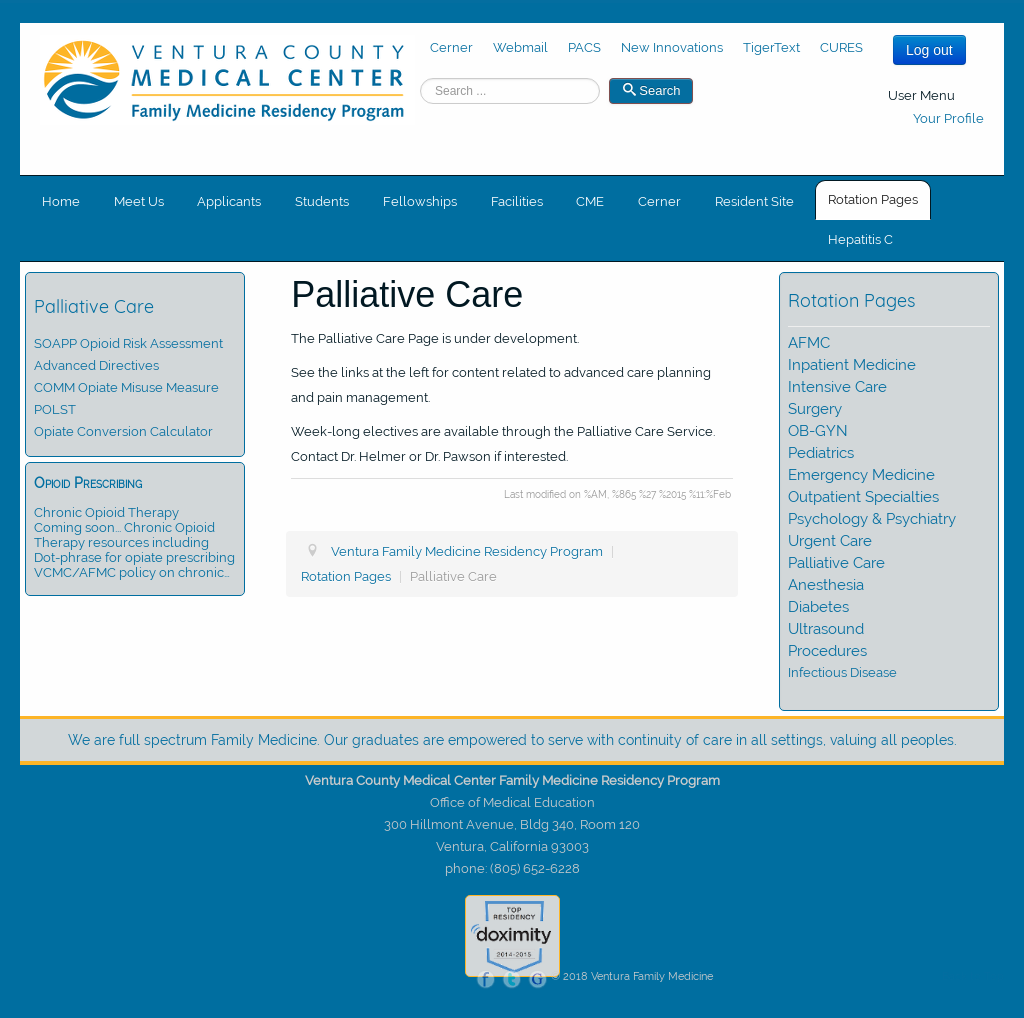 VENTURA COUNTY
MEDICAL CENTER
Family Medicine Residency Program
Cerner Webmail PACS New Innovations TigerText CURES
Log out
Search ...
Search
User Menu
Your Profile
Home Meet Us Applicants Students Fellowships Facilities CME Cerner Resident Site Rotation Pages
Hepatitis C
Palliative Care
SOAPP Opioid Risk Assessment
Advanced Directives
COMM Opiate Misuse Measure
POLST
Opiate Conversion Calculator
Opioid Prescribing
Chronic Opioid Therapy
Coming soon... Chronic Opioid
Therapy resources including
Dot-phrase for opiate prescribing
VCMC/AFMC policy on chronic...
Palliative Care
The Palliative Care Page is under development.
See the links at the left for content related to advanced care planning
and pain management.
Week-long electives are available through the Palliative Care Service.
Contact Dr. Helmer or Dr. Pawson if interested.
Last modified on %AM, %865 %27 %2015 %11:%Feb
Ventura Family Medicine Residency Program |
Rotation Pages | Palliative Care
Rotation Pages
AFMC
Inpatient Medicine
Intensive Care
Surgery
OB-GYN
Pediatrics
Emergency Medicine
Outpatient Specialties
Psychology & Psychiatry
Urgent Care
Palliative Care
Anesthesia
Diabetes
Ultrasound
Procedures
Infectious Disease
We are full spectrum Family Medicine. Our graduates are empowered to serve with continuity of care in all settings, valuing all peoples.
Ventura County Medical Center Family Medicine Residency Program
Office of Medical Education
300 Hillmont Avenue, Bldg 340, Room 120
Ventura, California 93003
phone: (805) 652-6228
TOP
RESIDENCY
doximity
2014-2015
f t G © 2018 Ventura Family Medicine